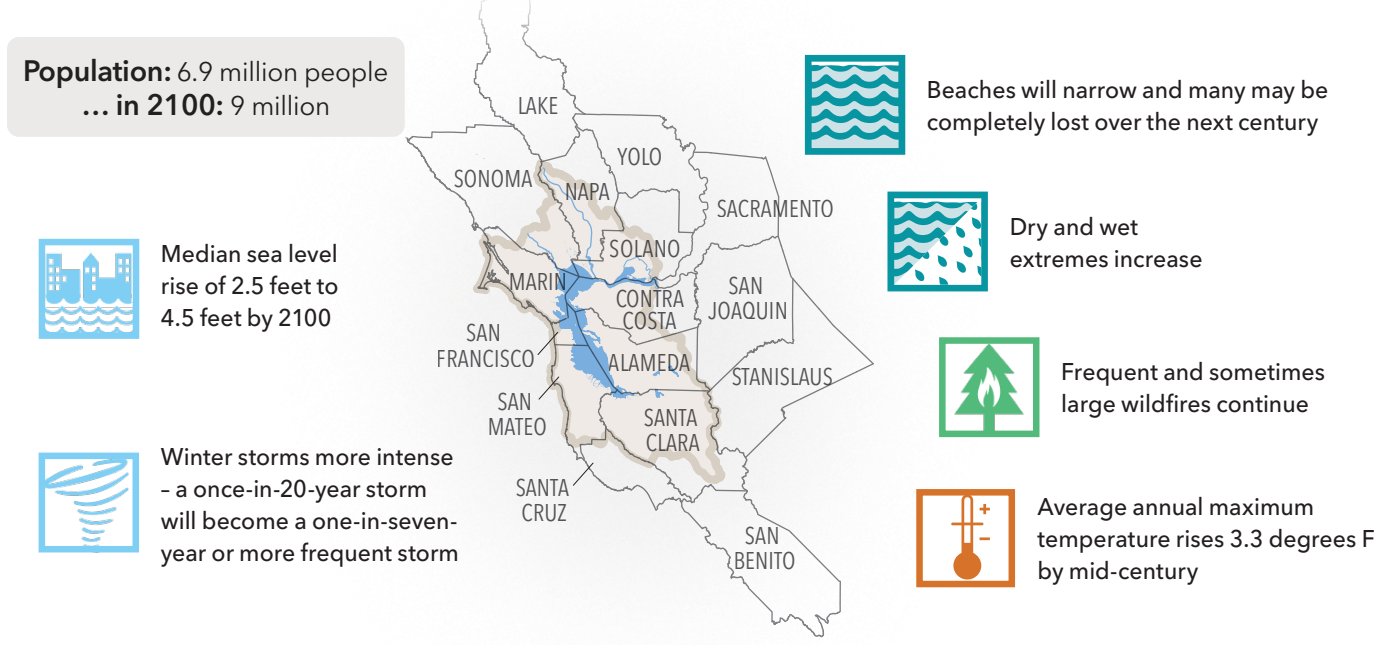 Population: 6.9 million people
... in 2100: 9 million
Median sea level
rise of 2.5 feet to
4.5 feet by 2100
Winter storms more intense
– a once-in-20-year storm
will become a one-in-seven-
year or more frequent storm
LAKE
YOLO
SONOMA
NAPA
SACRAMENTO
SOLANO
MARIN
CONTRA
COSTA
SAN
JOAQUIN
SAN
FRANCISCO
ALAMEDA
STANISLAUS
SAN
MATEO
SANTA
CLARA
SANTA
CRUZ
SAN
BENITO
Beaches will narrow and many may be
completely lost over the next century
Dry and wet
extremes increase
Frequent and sometimes
large wildfires continue
+
–
Average annual maximum
temperature rises 3.3 degrees F
by mid-century